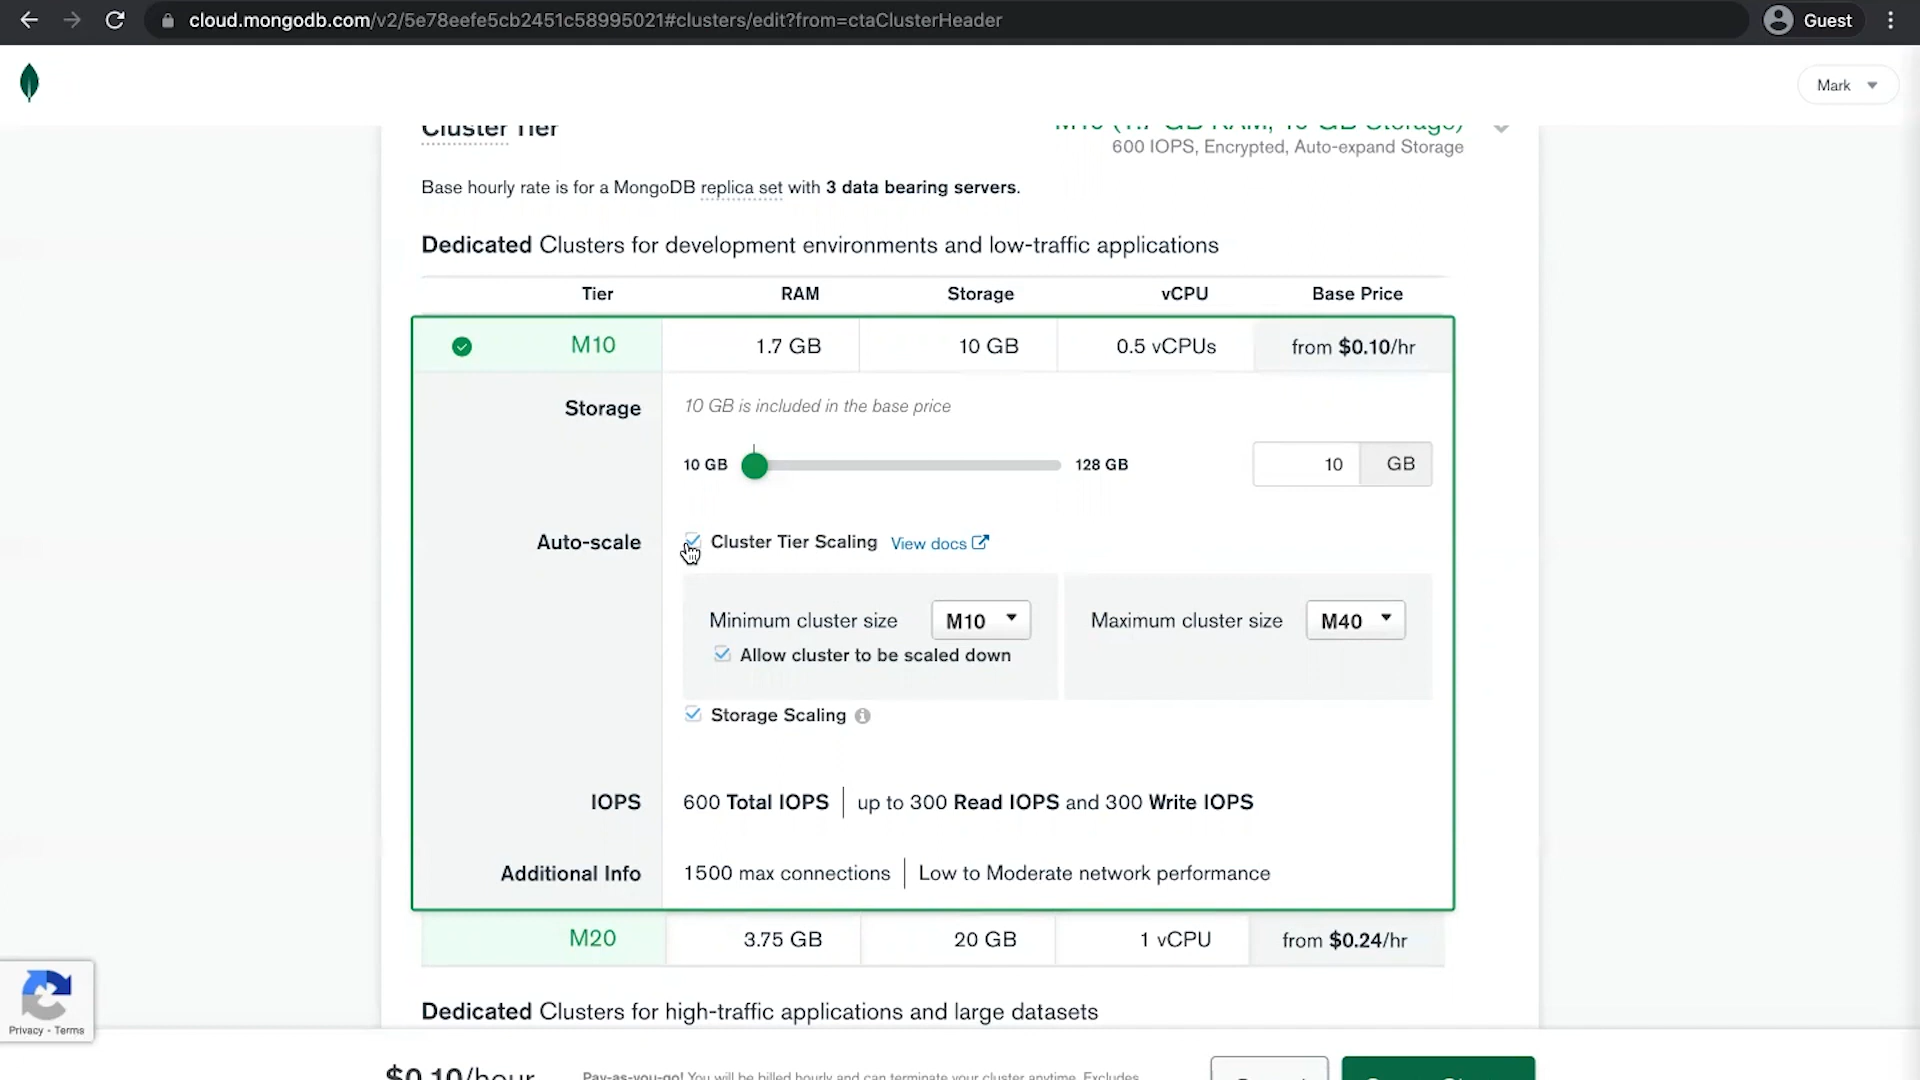 cloud.mongodb.com/v2/5e78eefe5cb2451c58995021#clusters/edit?from=ctaClusterHeader
Guest
Mark
Cluster Tier
M10 (1.7 GB RAM, 10 GB Storage)
600 IOPS, Encrypted, Auto-expand Storage
Base hourly rate is for a MongoDB replica set with 3 data bearing servers.
Dedicated Clusters for development environments and low-traffic applications
Tier RAM Storage vCPU Base Price
M10 1.7 GB 10 GB 0.5 vCPUs from $0.10/hr
Storage 10 GB is included in the base price
10 GB 128 GB 10 GB
Auto-scale Cluster Tier Scaling View docs
Minimum cluster size M10 Maximum cluster size M40
Allow cluster to be scaled down
Storage Scaling
IOPS 600 Total IOPS up to 300 Read IOPS and 300 Write IOPS
Additional Info 1500 max connections Low to Moderate network performance
M20 3.75 GB 20 GB 1 vCPU from $0.24/hr
Dedicated Clusters for high-traffic applications and large datasets
Privacy - Terms
$0.10/hour
Pay-as-you-go! You will be billed hourly and can terminate your cluster anytime. Excludes